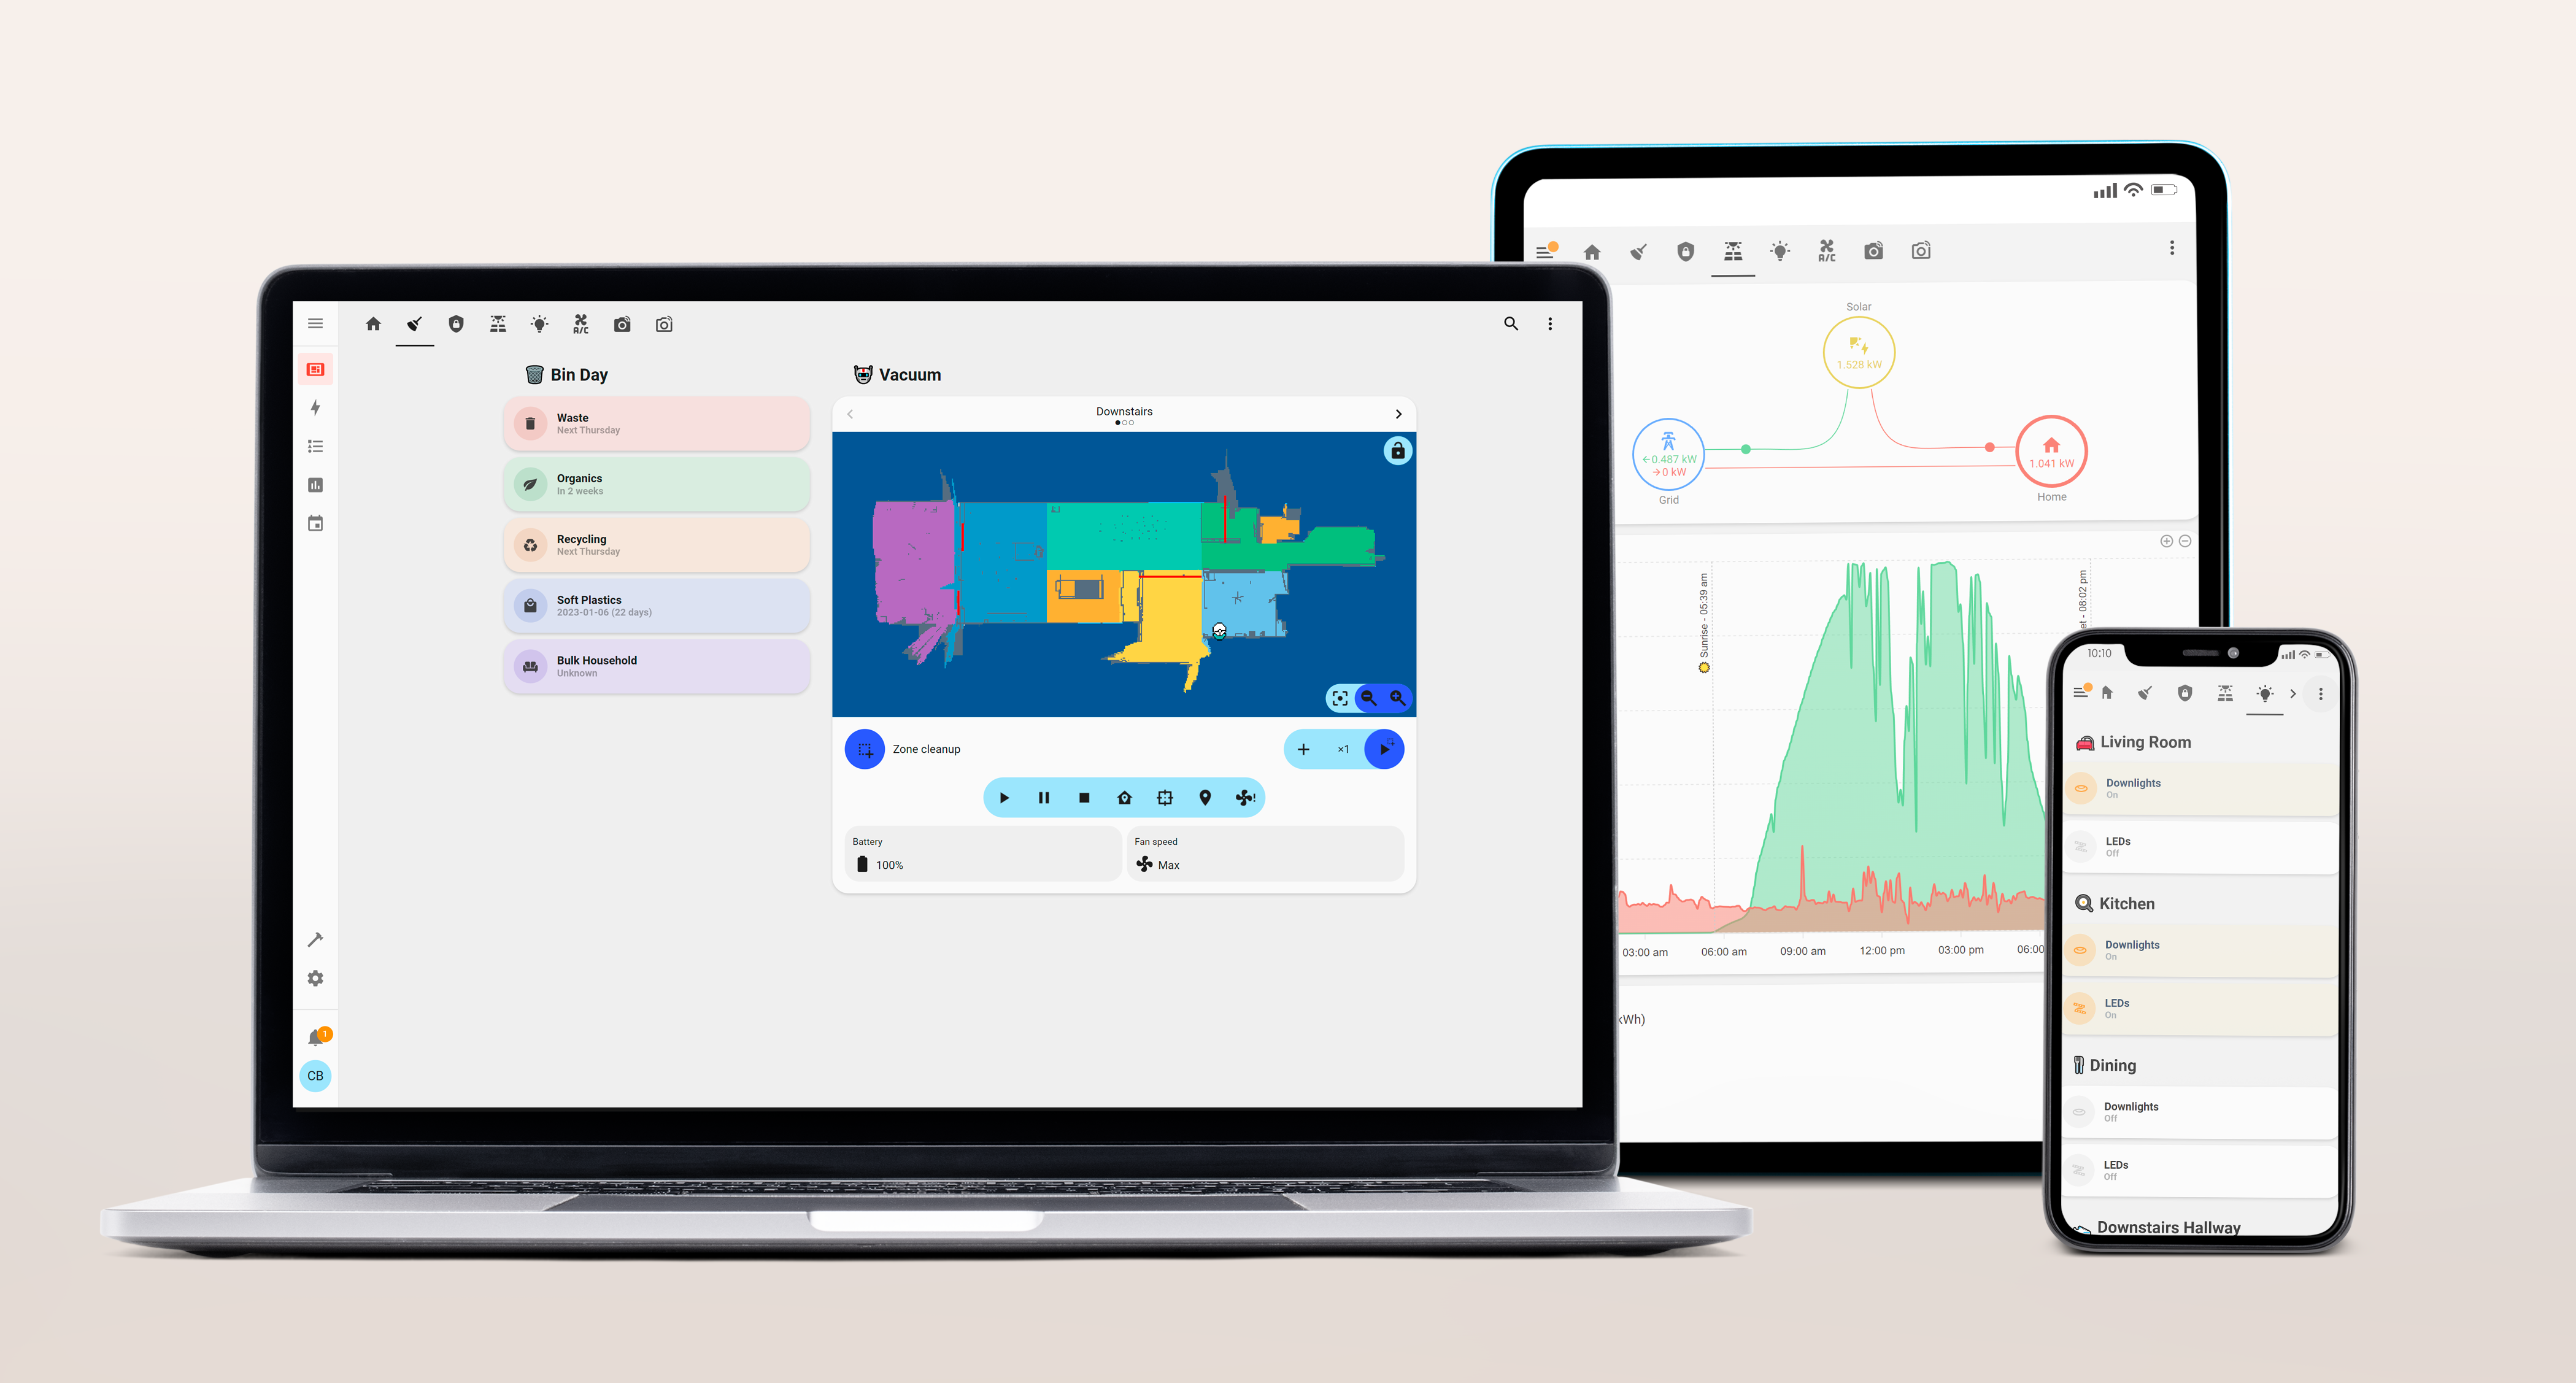 A/C
Bin Day
Waste
Next Thursday
Organics
In 2 weeks
Recycling
Next Thursday
Soft Plastics
2023-01-06 (22 days)
Bulk Household
Unknown
1
CB
Vacuum
Downstairs
Zone cleanup
×1
Battery
100%
Fan speed
Max
A/C
Solar
1.528 kW
←0.487 kW
→0 kW
Grid
1.041 kW
Home
Sunrise - 05:39 am
et - 08:02 pm
03:00 am
06:00 am
09:00 am
12:00 pm
03:00 pm
06:00
kWh)
10:10
Living Room
Downlights
On
LEDs
Off
Kitchen
Downlights
On
LEDs
On
Dining
Downlights
Off
LEDs
Off
Downstairs Hallway